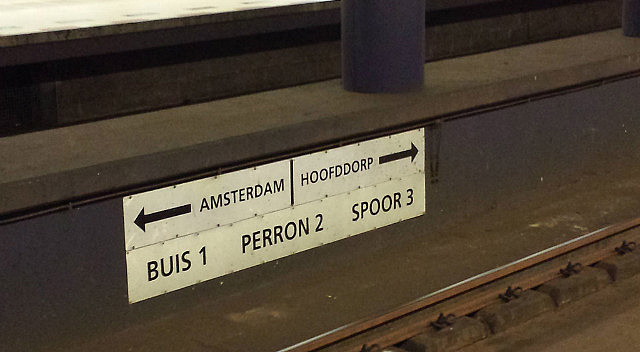 AMSTERDAM HOOFDDORP
BUIS 1 PERRON 2 SPOOR 3